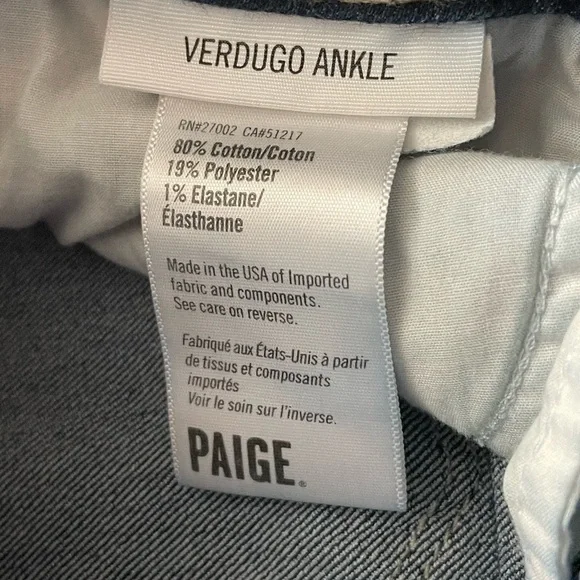 VERDUGO ANKLE
RN#27002 CA#51217
80% Cotton/Coton
19% Polyester
1% Elastane/
Élasthanne
Made in the USA of Imported
fabric and components.
See care on reverse.
Fabriqué aux États-Unis à partir
de tissus et composants
importés
Voir le soin sur l'inverse.
PAIGE®